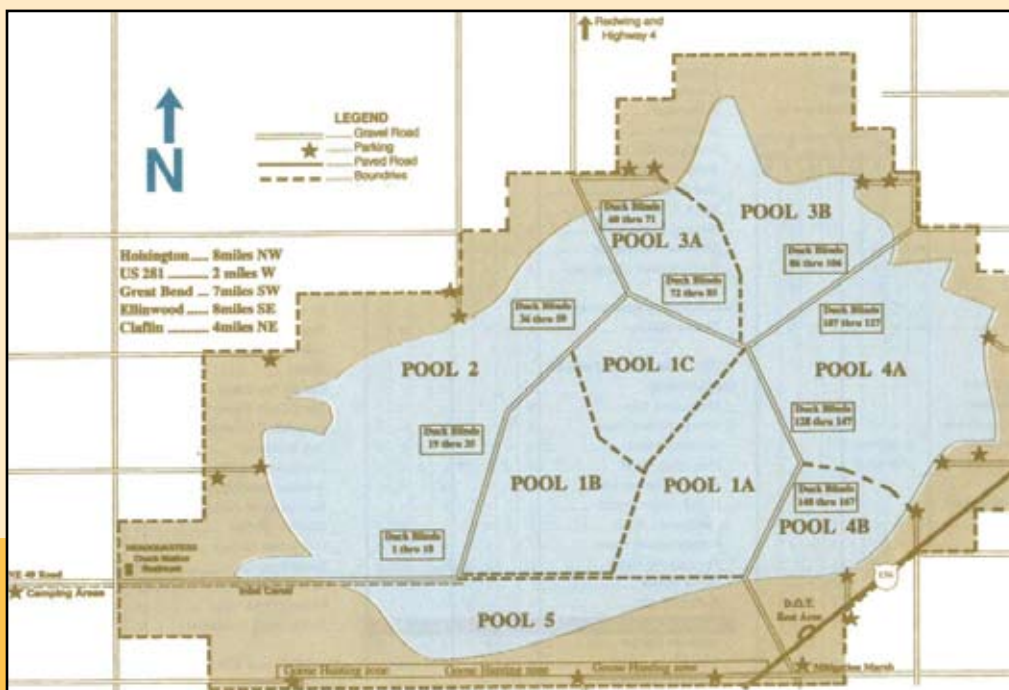 Redwing and
Highway 4
N
LEGEND
Gravel Road
Parking
Paved Road
Boundries
Hoisington ..... 8miles NW
US 281 .......... 2 miles W
Great Bend ... 7miles SW
Ellinwood ...... 8miles SE
Claflin .......... 4miles NE
POOL 3B
Duck Blinds
60 thru 71
POOL 3A
Duck Blinds
86 thru 106
Duck Blinds
72 thru 85
Duck Blinds
36 thru 59
Duck Blinds
107 thru 127
POOL 2
POOL 1C
POOL 4A
Duck Blinds
128 thru 147
Duck Blinds
19 thru 35
POOL 1B
POOL 1A
Duck Blinds
148 thru 167
POOL 4B
Duck Blinds
1 thru 18
HEADQUARTERS
Check Station
Restroom
NE 40 Road
Camping Areas
Inlet Canal
POOL 5
156
D.O.T.
Rest Area
Goose Hunting zone
Goose Hunting zone
Goose Hunting zone
Mitigation Marsh